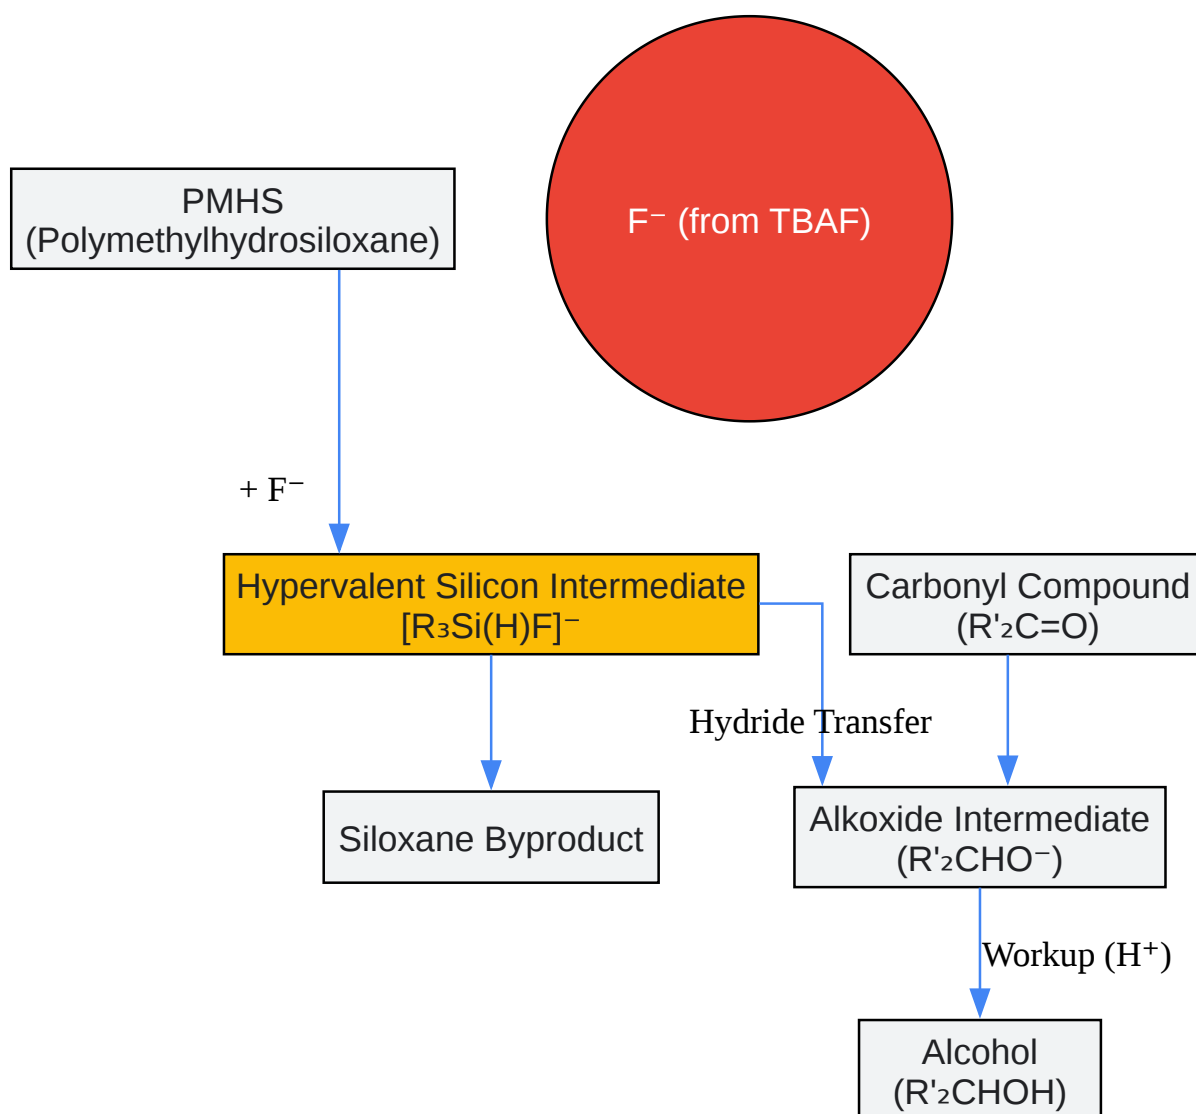 PMHS
(Polymethylhydrosiloxane)
F⁻ (from TBAF)
+ F⁻
Hypervalent Silicon Intermediate
[R₃Si(H)F]⁻
Carbonyl Compound
(R'₂C=O)
Hydride Transfer
Siloxane Byproduct
Alkoxide Intermediate
(R'₂CHO⁻)
Workup (H⁺)
Alcohol
(R'₂CHOH)